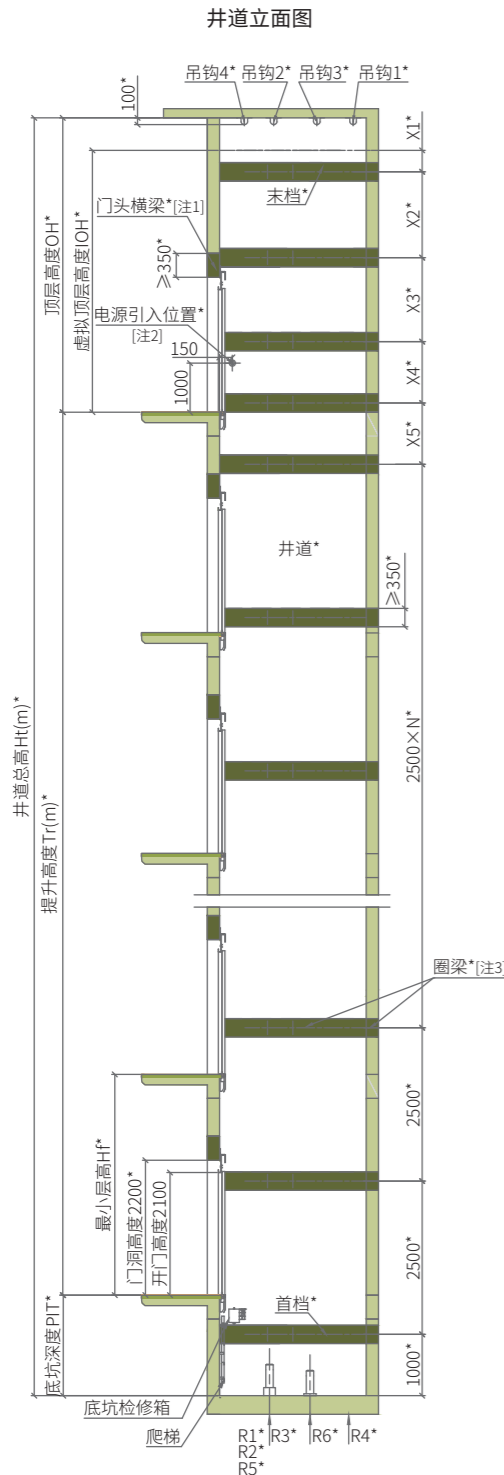 井道立面图
吊钩4* 吊钩2* 吊钩3* 吊钩1*
100*
X1*
末档*
X2*
门头横梁*[注1]
≥350*
顶层高度OH*
虚拟顶层高度IOH*
X3*
电源引入位置*
[注2]
150
1000
X4*
X5*
井道*
≥350*
井道总高Ht(m)*
提升高度Tr(m)*
2500×N*
圈梁*[注3]
2500*
最小层高Hf*
门洞高度2200*
开门高度2100
2500*
首档*
底坑深度PIT*
1000*
底坑检修箱
爬梯
R1* R3* R6* R4*
R2*
R5*